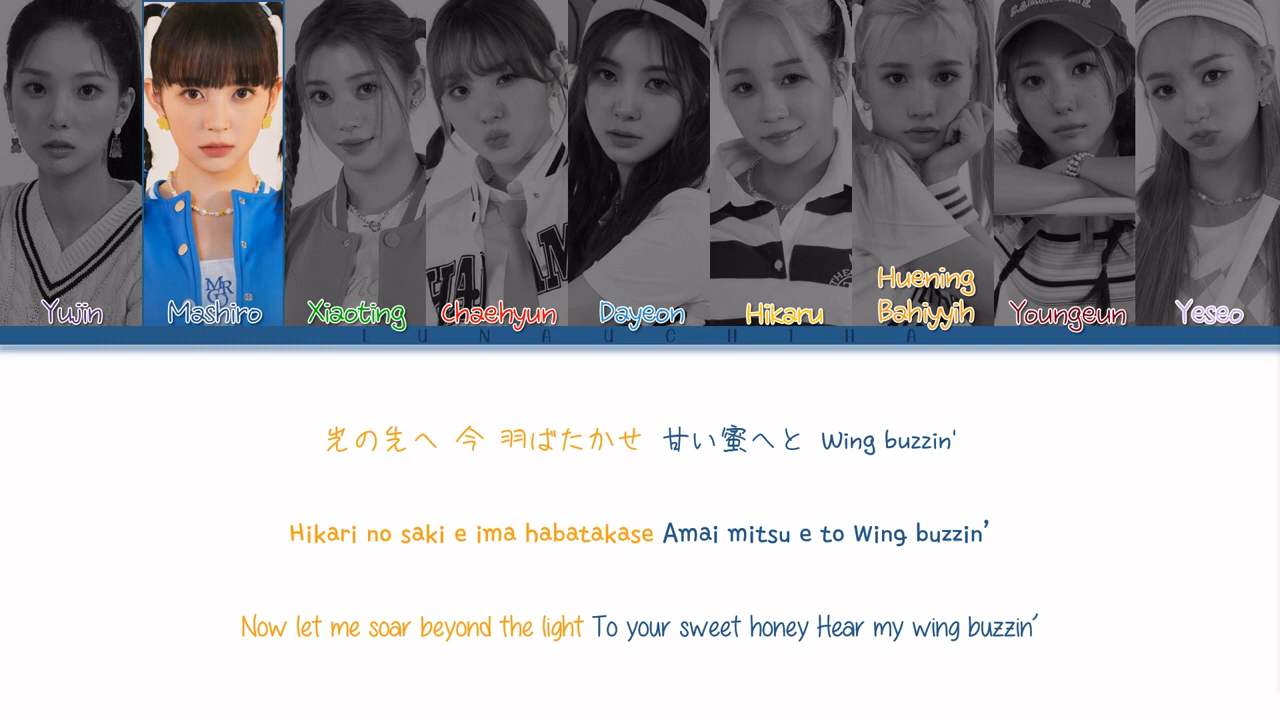 Yujin
Mashiro
Xiaoting
Chaehyun
Dayeon
Hikaru
Huening
Bahiyyih
Youngeun
Yeseo
L U N A U C H I H A
光の先へ 今 羽ばたかせ 甘い蜜へと Wing buzzin'
Hikari no saki e ima habatakase Amai mitsu e to Wing buzzin’
Now let me soar beyond the light To your sweet honey Hear my wing buzzin’